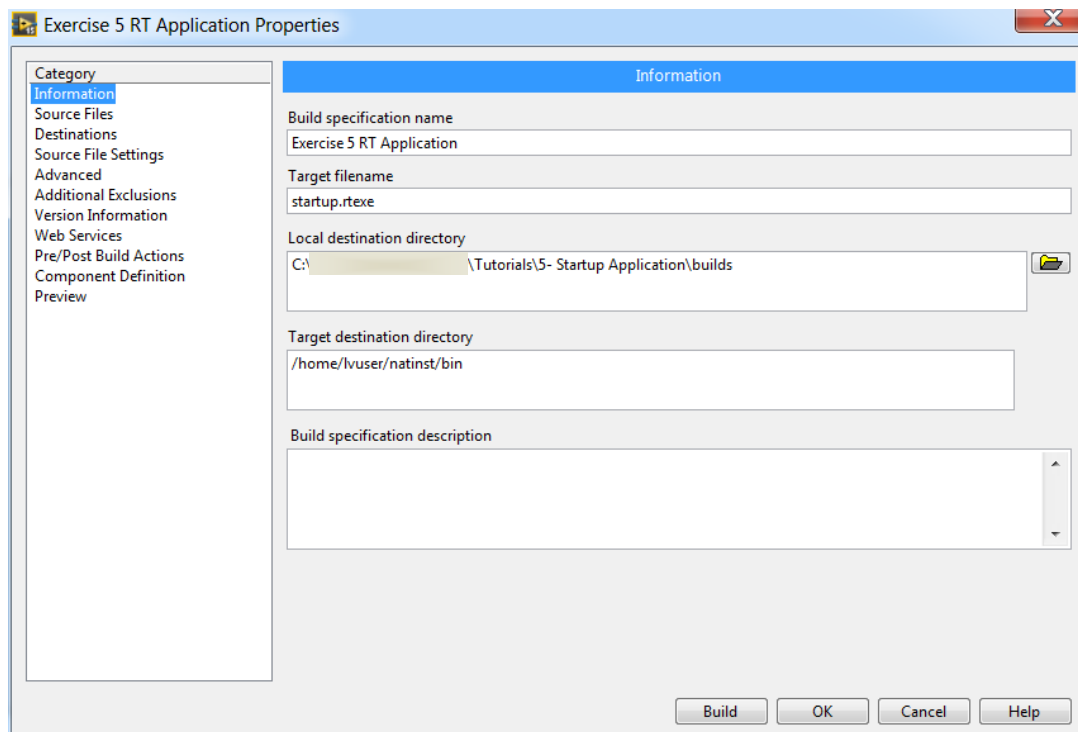 Exercise 5 RT Application Properties
Category
Information
Source Files
Destinations
Source File Settings
Advanced
Additional Exclusions
Version Information
Web Services
Pre/Post Build Actions
Component Definition
Preview
Information
Build specification name
Exercise 5 RT Application
Target filename
startup.rtexe
Local destination directory
C:\ \Tutorials\5- Startup Application\builds
Target destination directory
/home/lvuser/natinst/bin
Build specification description
Build
OK
Cancel
Help